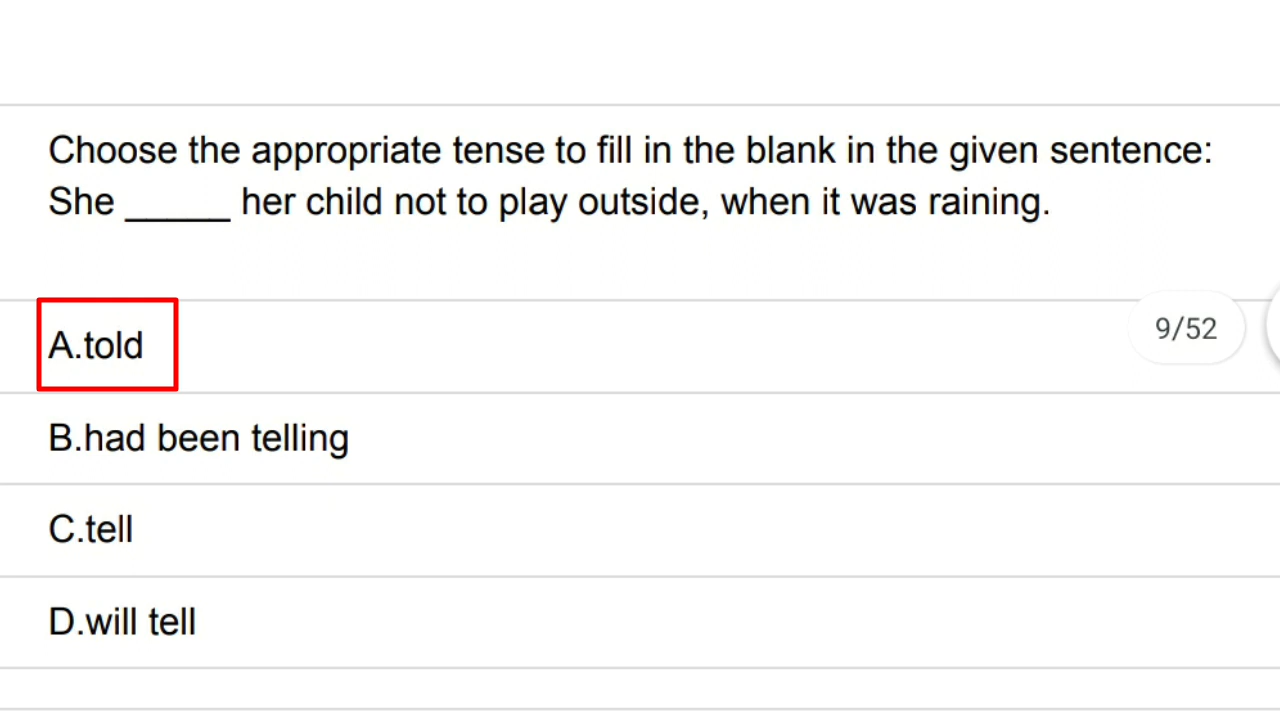 Choose the appropriate tense to fill in the blank in the given sentence:
She _____ her child not to play outside, when it was raining.
A.told
9/52
B.had been telling
C.tell
D.will tell